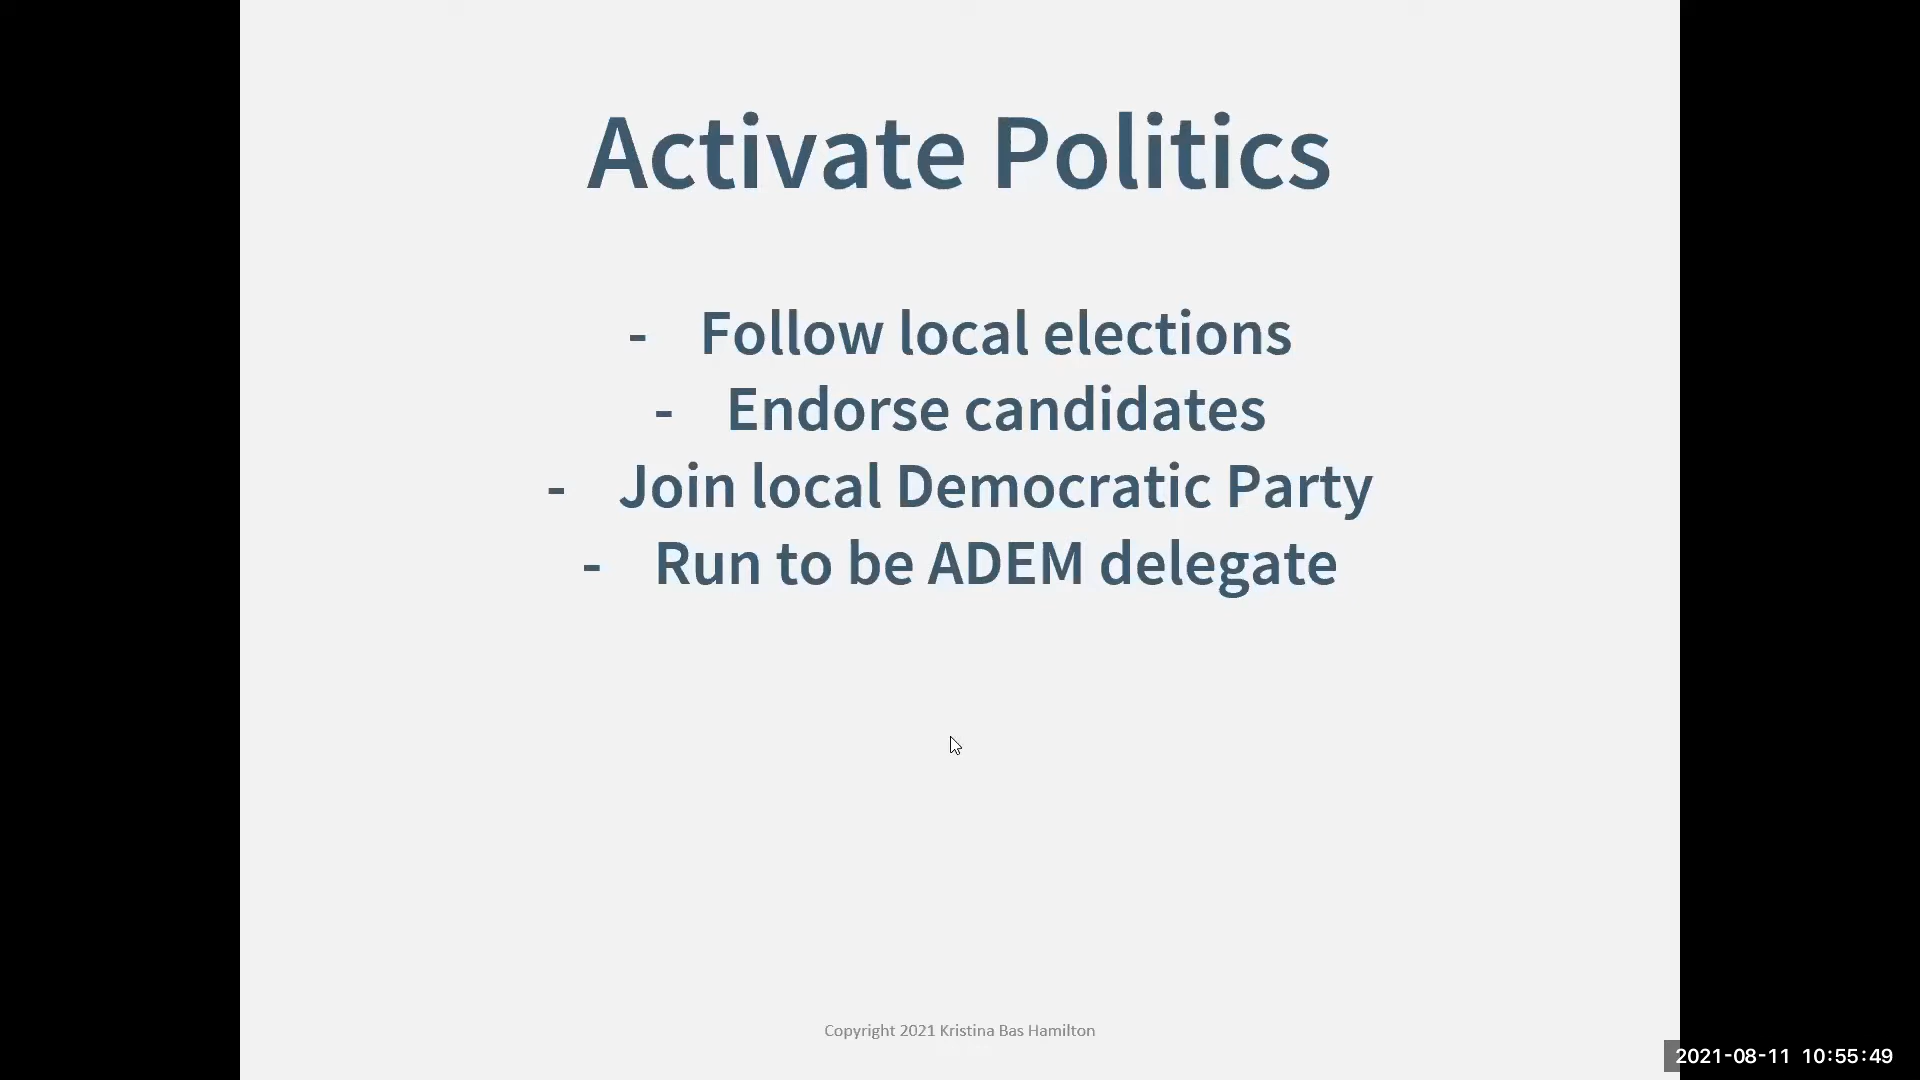 Activate Politics
- Follow local elections
- Endorse candidates
- Join local Democratic Party
- Run to be ADEM delegate
Copyright 2021 Kristina Bas Hamilton
2021-08-11 10:55:49